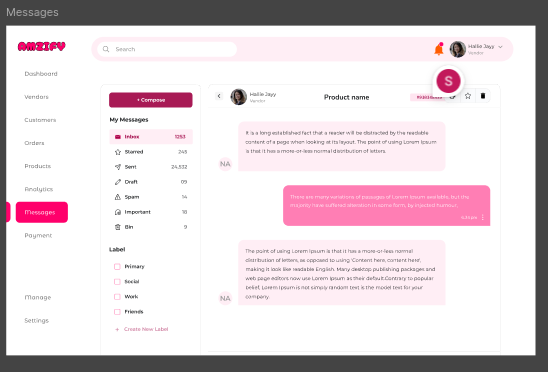 Messages
AMZIFY
Search
Hallie Jayy
Vendor
S
Dashboard
Vendors
Customers
Orders
Products
Analytics
Messages
Payment
Manage
Settings
+ Compose
My Messages
Inbox 1253
Starred 245
Sent 24,532
Draft 09
Spam 14
Important 18
Bin 9
Label
Primary
Social
Work
Friends
+ Create New Label
Hallie Jayy
Vendor
Product name
It is a long established fact that a reader will be distracted by the readable
content of a page when looking at its layout. The point of using Lorem Ipsum
is that it has a more-or-less normal distribution of letters.
NA
There are many variations of passages of Lorem Ipsum available, but the
majority have suffered alteration in some form, by injected humour,
The point of using Lorem Ipsum is that it has a more-or-less normal
distribution of letters, as opposed to using 'Content here, content here',
making it look like readable English. Many desktop publishing packages and
web page editors now use Lorem Ipsum as their default Contrary to popular
belief, Lorem Ipsum is not simply random text is the model text for your
company.
NA